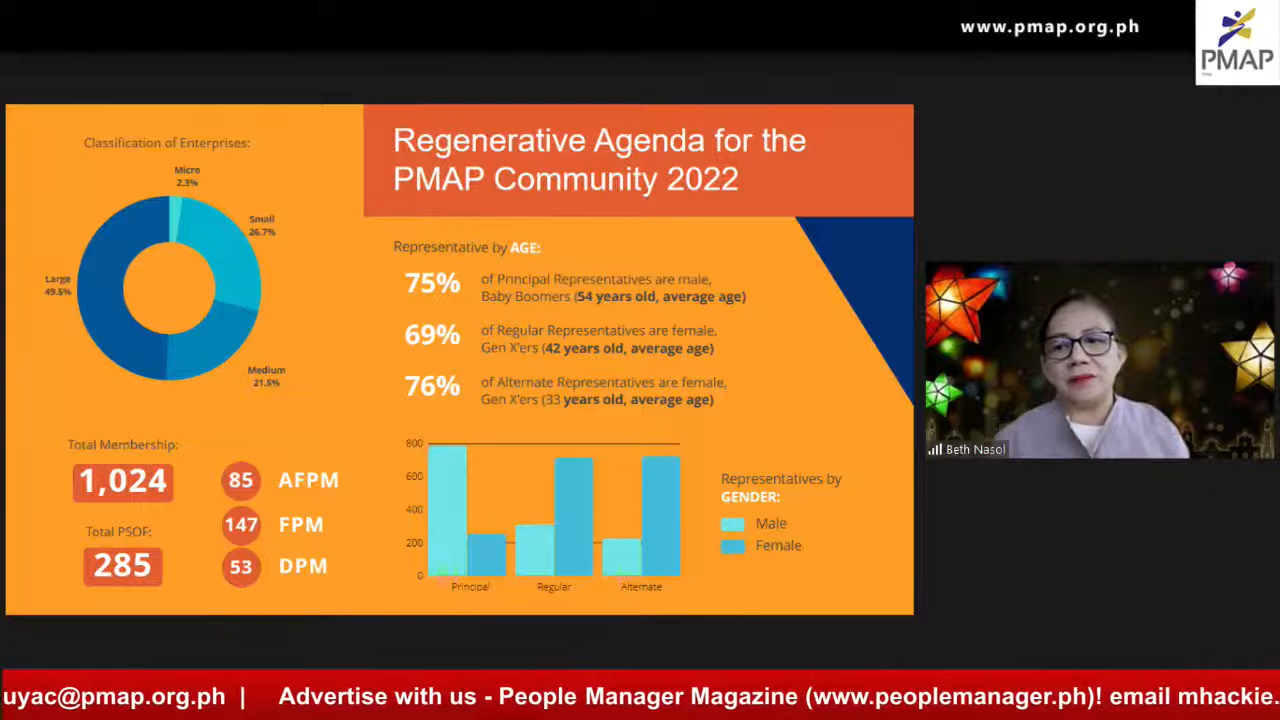 www.pmap.org.ph
PMAP
Classification of Enterprises:
Micro
2.3%
Small
26.7%
Large
49.5%
Medium
21.5%
Regenerative Agenda for the
PMAP Community 2022
Representative by AGE:
75%
of Principal Representatives are male,
Baby Boomers (54 years old, average age)
69%
of Regular Representatives are female,
Gen X'ers (42 years old, average age)
76%
of Alternate Representatives are female,
Gen X'ers (33 years old, average age)
Total Membership:
1,024
Total PSOF:
285
85 AFPM
147 FPM
53 DPM
800
600
400
200
0
Principal
Regular
Alternate
Representatives by
GENDER:
Male
Female
Beth Nasol
uyac@pmap.org.ph | Advertise with us - People Manager Magazine (www.peoplemanager.ph)! email mhackie.